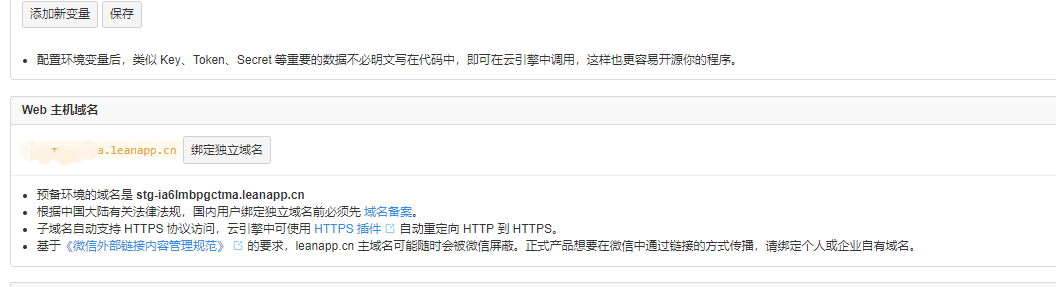 添加新变量 保存
配置环境变量后，类似 Key、Token、Secret 等重要的数据不必明文写在代码中，即可在云引擎中调用，这样也更容易开源你的程序。
Web 主机域名
a.leanapp.cn 绑定独立域名
预备环境的域名是 stg-ia6lmbpgctma.leanapp.cn
根据中国大陆有关法律法规，国内用户绑定独立域名前必须先 域名备案。
子域名自动支持 HTTPS 协议访问，云引擎中可使用 HTTPS 插件 自动重定向 HTTP 到 HTTPS。
基于《微信外部链接内容管理规范》 的要求，leanapp.cn 主域名可能随时会被微信屏蔽。正式产品想要在微信中通过链接的方式传播，请绑定个人或企业自有域名。